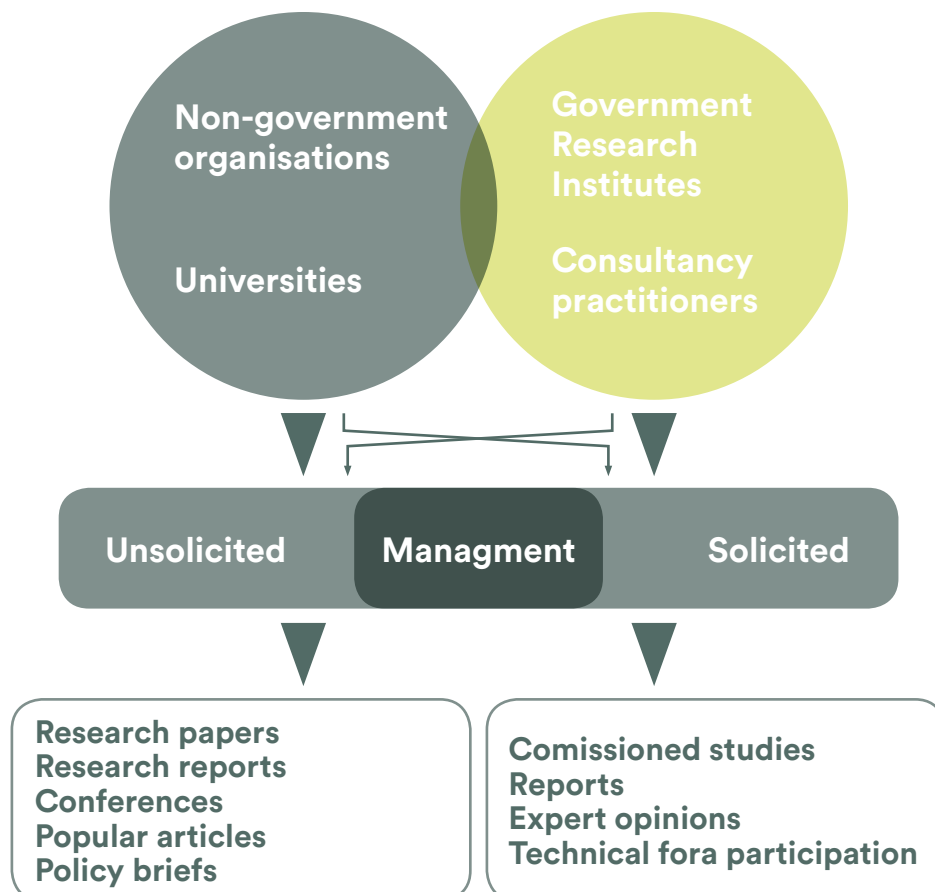 Non-government
organisations
Universities
Government
Research
Institutes
Consultancy
practitioners
Unsolicited
Managment
Solicited
Research papers
Research reports
Conferences
Popular articles
Policy briefs
Comissioned studies
Reports
Expert opinions
Technical fora participation